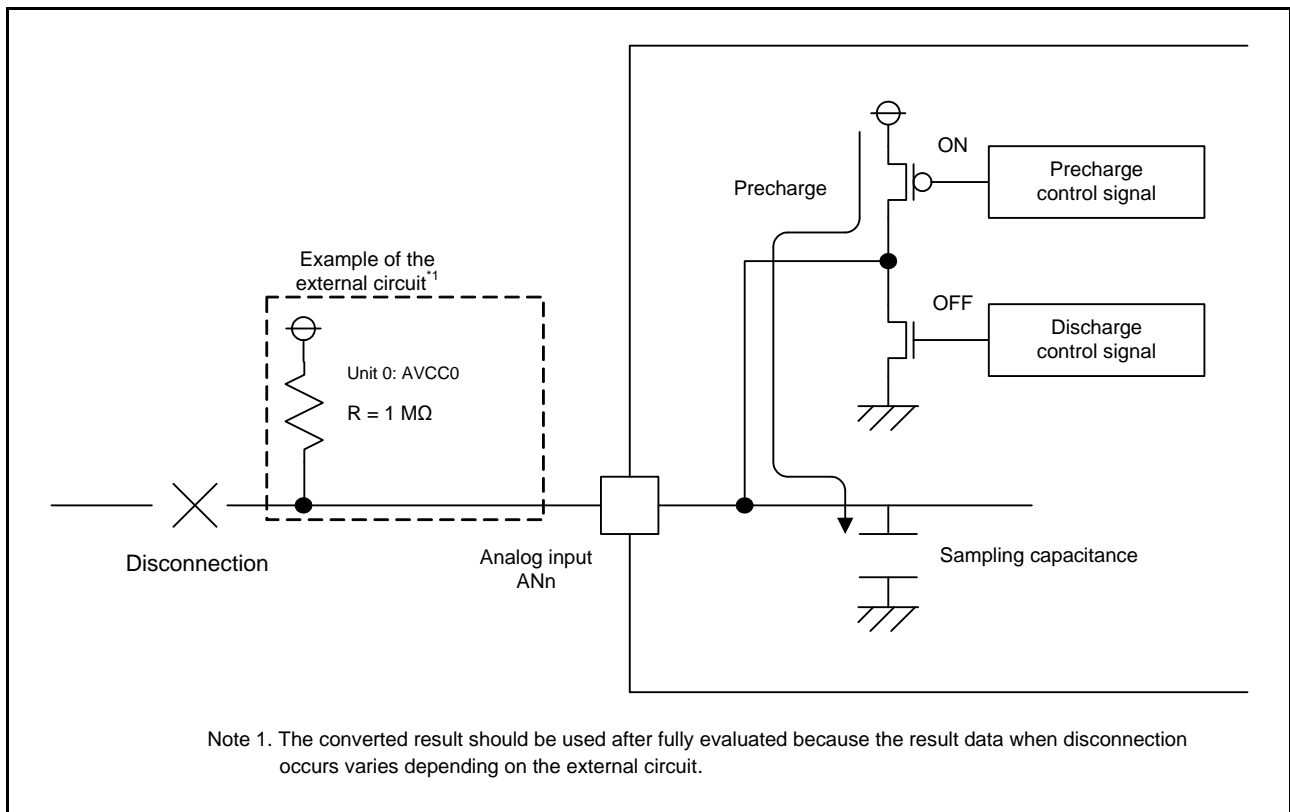 ON
Precharge
control signal
Precharge
Example of the
external circuit*1
OFF
Discharge
control signal
Unit 0: AVCC0
R = 1 MΩ
Disconnection
Analog input
ANn
Sampling capacitance
Note 1. The converted result should be used after fully evaluated because the result data when disconnection
occurs varies depending on the external circuit.